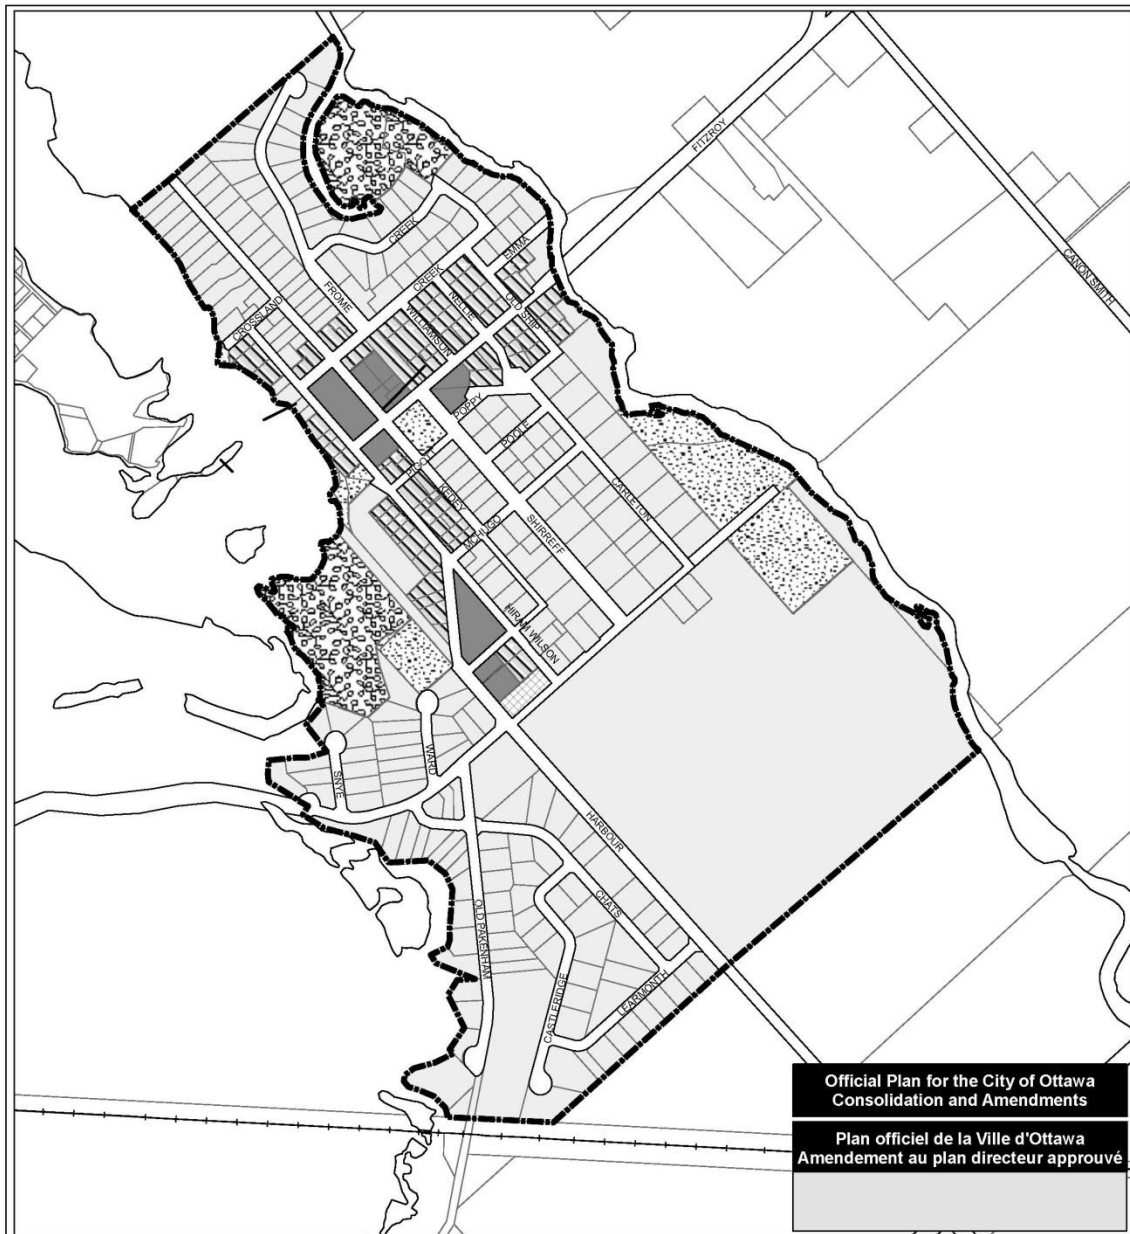 FITZROY
CANON SMITH
CREEK
EMMA
CREEK
FROME
NELLIE
OLD SHIP
CROSSLAND
WILLIAMSON
POPPY
POOLE
PIGOTT
KEDEY
CARLETON
MCHUGO
SHIRREFF
HIRAM WILSON
WARD
SNYE
HARBOUR
CHATS
OLD PAKENHAM
CASTLERIDGE
LEARMONTH
Official Plan for the City of Ottawa
Consolidation and Amendments
Plan officiel de la Ville d'Ottawa
Amendement au plan directeur approuvé